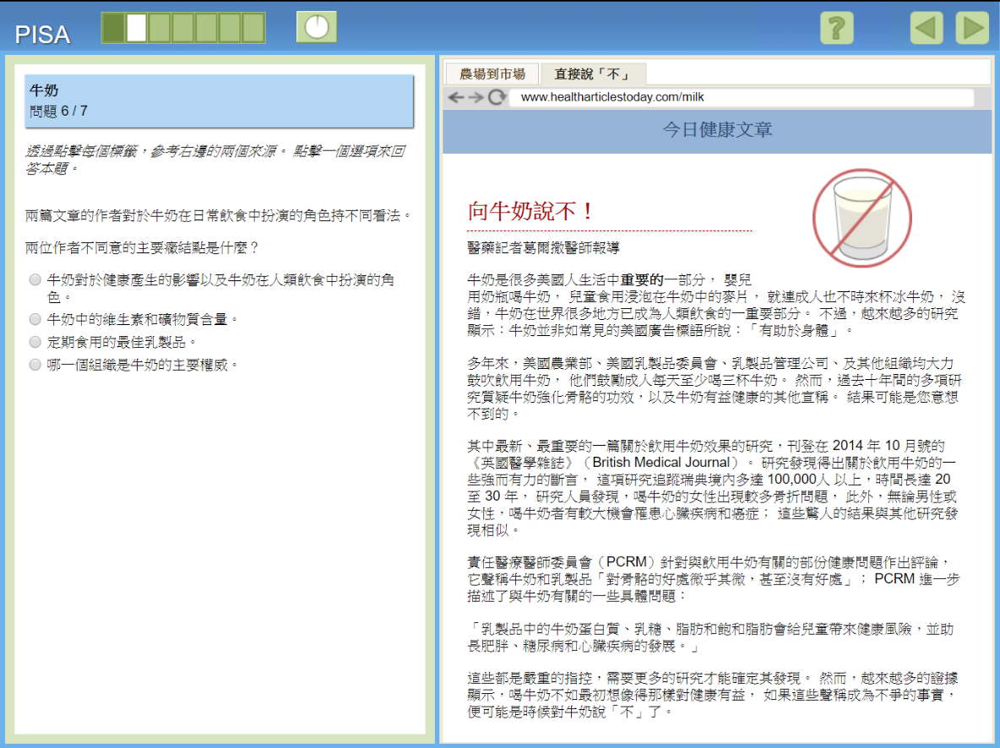 PISA
?
牛奶
問題 6 / 7
透過點擊每個標籤，參考右邊的兩個來源。 點擊一個選項來回
答本題。
兩篇文章的作者對於牛奶在日常飲食中扮演的角色持不同看法。
兩位作者不同意的主要癥結點是什麼？
牛奶對於健康產生的影響以及牛奶在人類飲食中扮演的角
色。
牛奶中的維生素和礦物質含量。
定期食用的最佳乳製品。
哪一個組織是牛奶的主要權威。
農場到市場
直接說「不」
www.healtharticlestoday.com/milk
今日健康文章
向牛奶說不！
醫藥記者葛爾撒醫師報導
牛奶是很多美國人生活中重要的一部分， 嬰兒
用奶瓶喝牛奶， 兒童食用浸泡在牛奶中的麥片， 就連成人也不時來杯冰牛奶， 沒
錯，牛奶在世界很多地方已成為人類飲食的一重要部分。 不過，越來越多的研究
顯示：牛奶並非如常見的美國廣告標語所說：「有助於身體」。
多年來，美國農業部、美國乳製品委員會、乳製品管理公司、及其他組織均大力
鼓吹飲用牛奶， 他們鼓勵成人每天至少喝三杯牛奶。 然而，過去十年間的多項研
究質疑牛奶強化骨骼的功效，以及牛奶有益健康的其他宣稱。 結果可能是您意想
不到的。
其中最新、最重要的一篇關於飲用牛奶效果的研究，刊登在 2014 年 10 月號的
《英國醫學雜誌》（British Medical Journal）。 研究發現得出關於飲用牛奶的一
些強而有力的斷言， 這項研究追蹤瑞典境內多達 100,000人 以上，時間長達 20
至 30 年， 研究人員發現，喝牛奶的女性出現較多骨折問題， 此外，無論男性或
女性，喝牛奶者有較大機會罹患心臟疾病和癌症； 這些驚人的結果與其他研究發
現相似。
責任醫療醫師委員會（PCRM）針對與飲用牛奶有關的部份健康問題作出評論，
它聲稱牛奶和乳製品「對骨骼的好處微乎其微，甚至沒有好處」； PCRM 進一步
描述了與牛奶有關的一些具體問題：
「乳製品中的牛奶蛋白質、乳糖、脂肪和飽和脂肪會給兒童帶來健康風險，並助
長肥胖、糖尿病和心臟疾病的發展。」
這些都是嚴重的指控，需要更多的研究才能確定其發現。 然而，越來越多的證據
顯示，喝牛奶不如最初想像得那樣對健康有益， 如果這些聲稱成為不爭的事實，
便可能是時候對牛奶說「不」了。